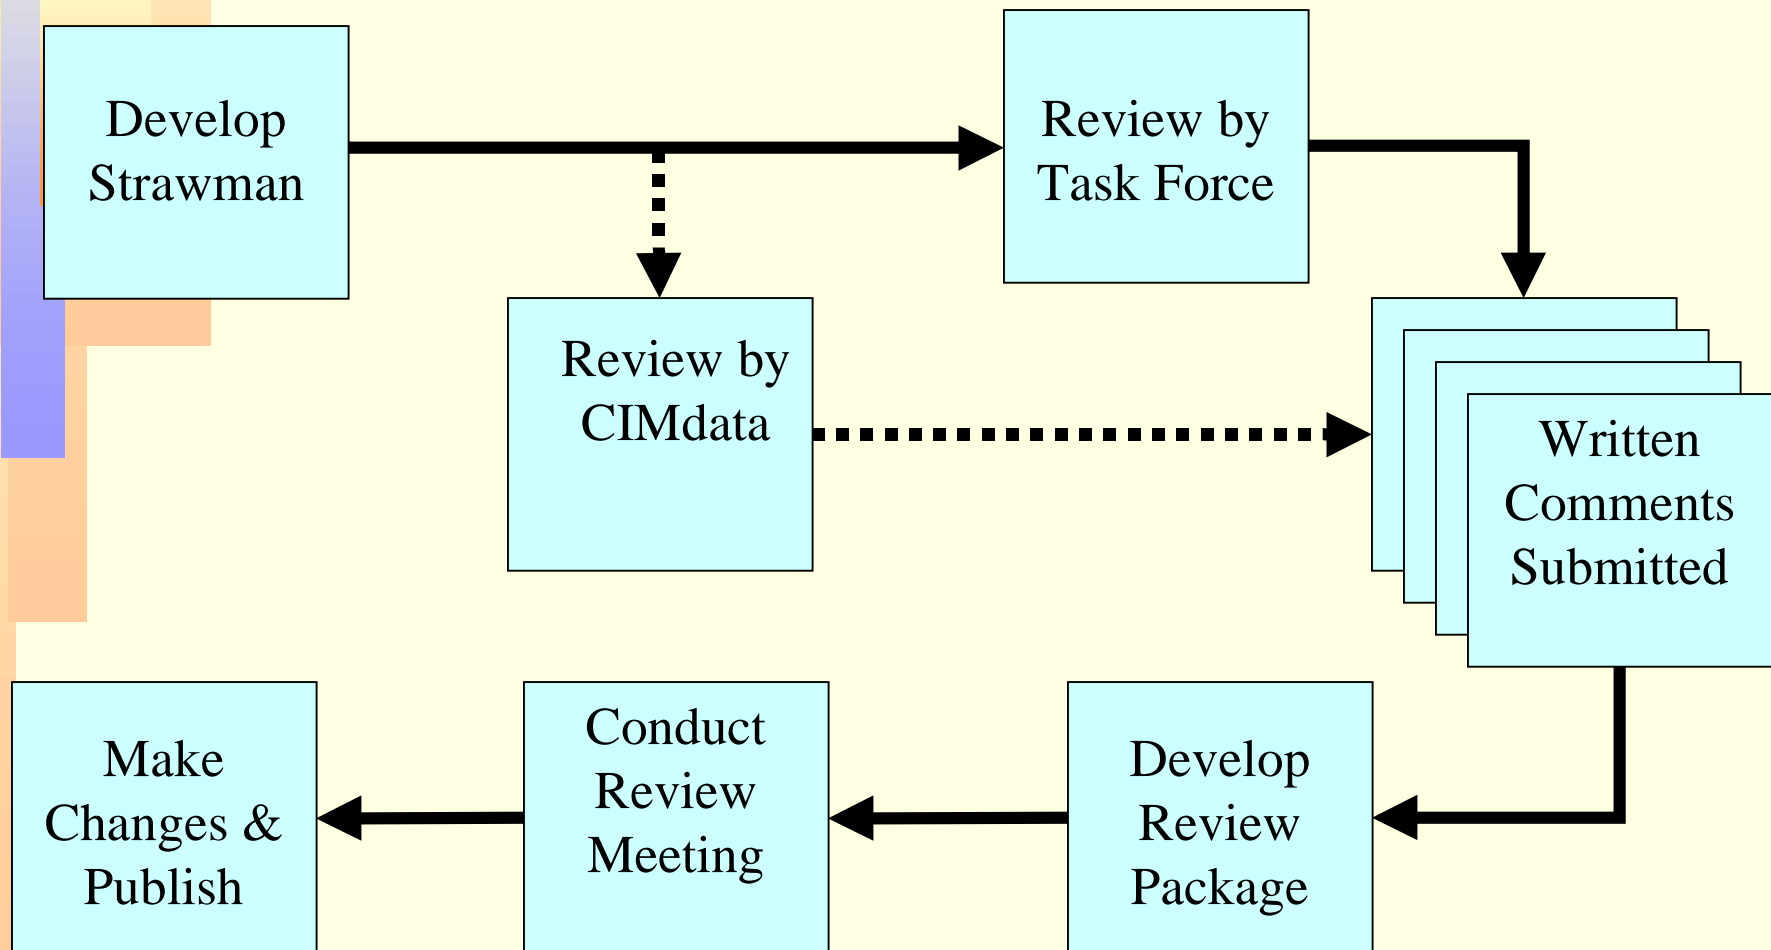 Develop
Strawman
Review by
Task Force
Review by
CIMdata
Written
Comments
Submitted
Make
Changes &
Publish
Conduct
Review
Meeting
Develop
Review
Package